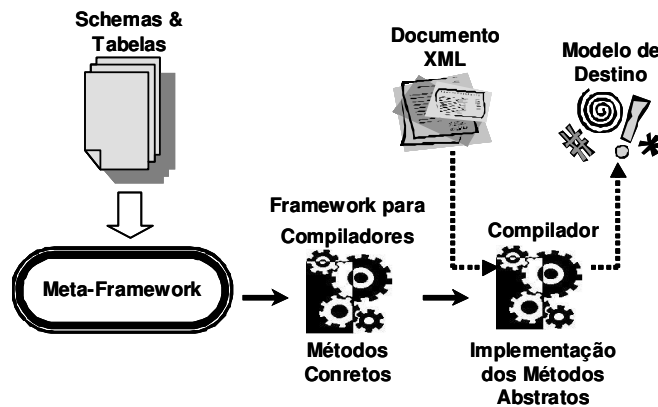 Schemas &
Tabelas
Documento
XML
Modelo de
Destino
Framework para
Compiladores
Compilador
Meta-Framework
Métodos
Conretos
Implementação
dos Métodos
Abstratos